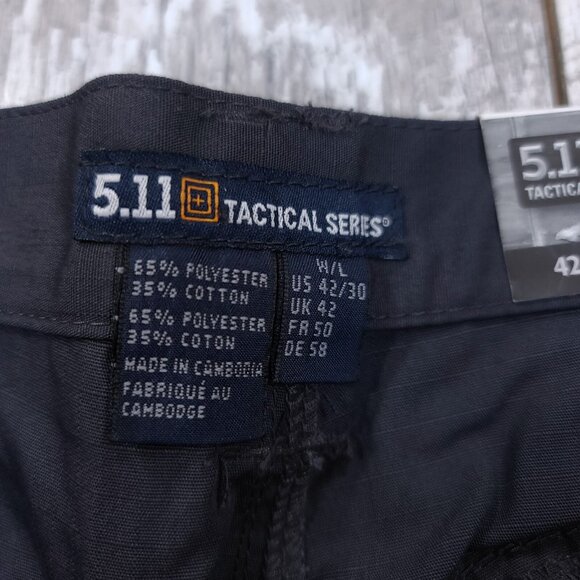 5.11 TACTICAL SERIES®
65% POLYESTER
35% COTTON
65% POLYESTER
35% COTON
MADE IN CAMBODIA
FABRIQUÉ AU
CAMBODGE
W/L
US 42/30
UK 42
FR 50
DE 58
5.1
TACTICA
42